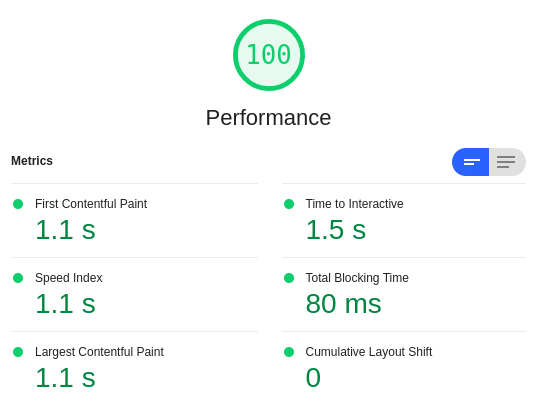 100
Performance
Metrics
First Contentful Paint
1.1 s
Time to Interactive
1.5 s
Speed Index
1.1 s
Total Blocking Time
80 ms
Largest Contentful Paint
1.1 s
Cumulative Layout Shift
0